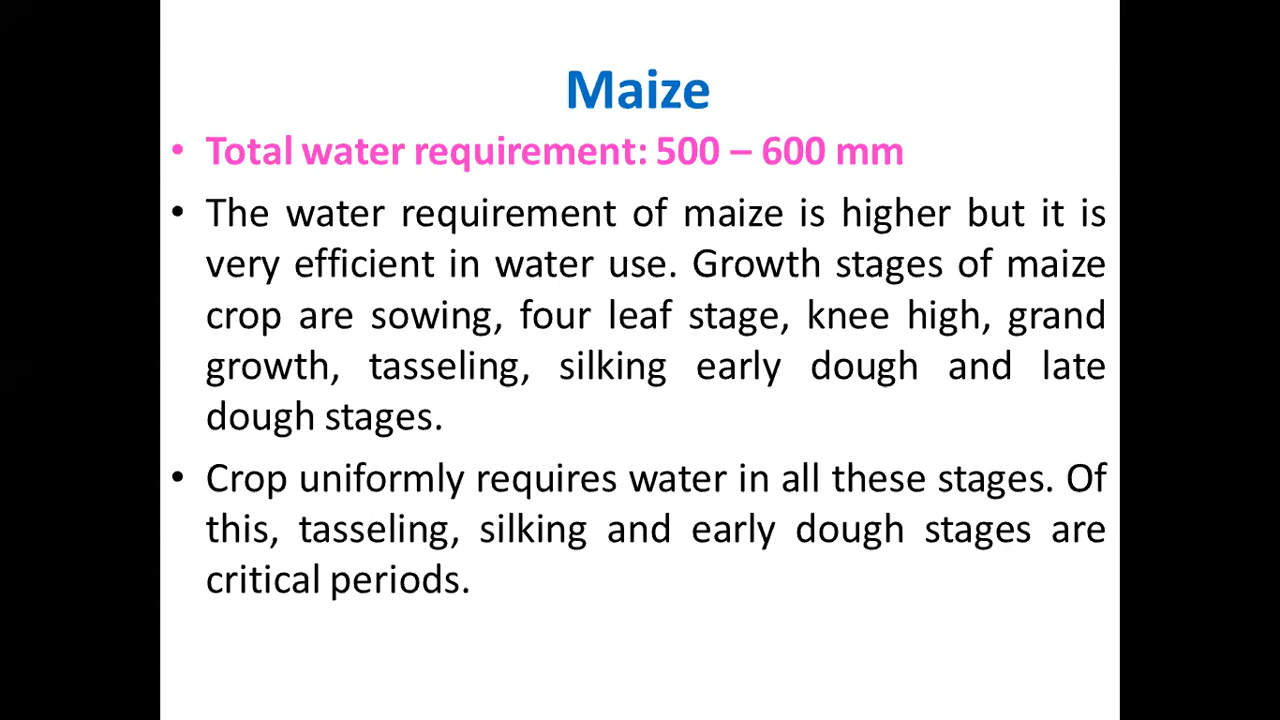 Maize
• Total water requirement: 500 – 600 mm
• The water requirement of maize is higher but it is
very efficient in water use. Growth stages of maize
crop are sowing, four leaf stage, knee high, grand
growth, tasseling, silking early dough and late
dough stages.
• Crop uniformly requires water in all these stages. Of
this, tasseling, silking and early dough stages are
critical periods.